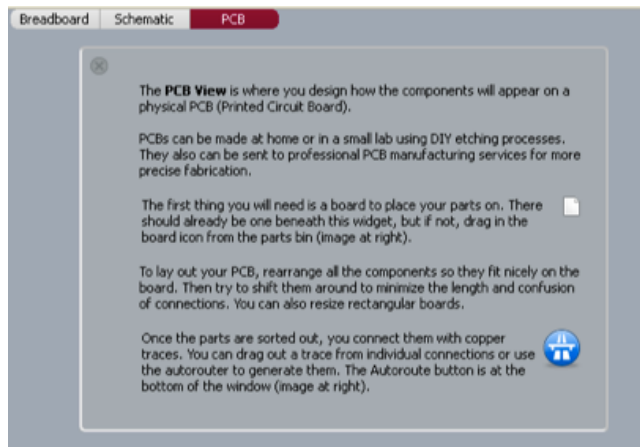 Breadboard Schematic PCB
The PCB View is where you design how the components will appear on a
physical PCB (Printed Circuit Board).
PCBs can be made at home or in a small lab using DIY etching processes.
They also can be sent to professional PCB manufacturing services for more
precise fabrication.
The first thing you will need is a board to place your parts on. There
should already be one beneath this widget, but if not, drag in the
board icon from the parts bin (image at right).
To lay out your PCB, rearrange all the components so they fit nicely on the
board. Then try to shift them around to minimize the length and confusion
of connections. You can also resize rectangular boards.
Once the parts are sorted out, you connect them with copper
traces. You can drag out a trace from individual connections or use
the autorouter to generate them. The Autoroute button is at the
bottom of the window (image at right).